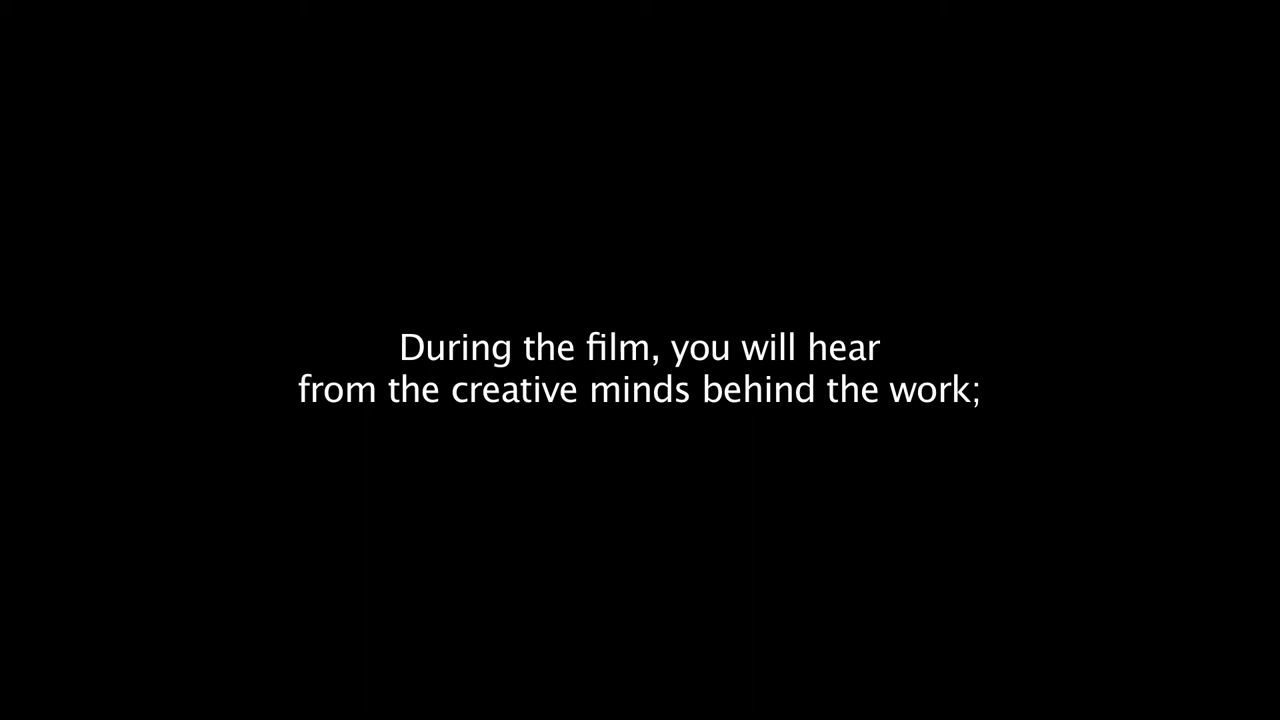 During the film, you will hear
from the creative minds behind the work;